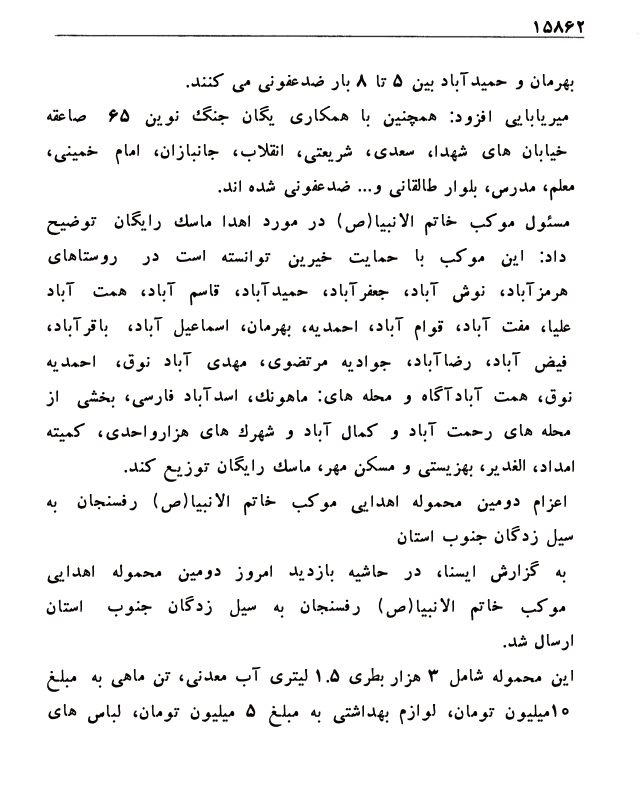 ۱۵۸۶۲
بهرمان و حمیدآباد بین ۵ تا ۸ بار ضدعفونی می کنند.
میربابایی افزود: همچنین با همکاری یگان جنگ نوین ۶۵ صاعقه
خیابان های شهدا، سعدی، شریعتی، انقلاب، جانبازان، امام خمینی،
معلم، مدرس، بلوار طالقانی و... ضدعفونی شده اند.
مسئول موکب خاتم الانبیا(ص) در مورد اهدا ماسک رایگان توضیح
داد: این موکب با حمایت خیرین توانسته است در روستاهای
هرمزآباد، نوش آباد، جعفرآباد، حمیدآباد، قاسم آباد، همت آباد
علیا، مفت آباد، قوام آباد، احمدیه، بهرمان، اسماعیل آباد، باقرآباد،
فیض آباد، رضاآباد، جوادیه مرتضوی، مهدی آباد نوق، احمدیه
نوق، همت آبادآگاه و محله های: ماهونک، اسدآباد فارسی، بخشی از
محله های رحمت آباد و کمال آباد و شهرک های هزارواحدی، کمیته
امداد، الغدیر، بهزیستی و مسکن مهر، ماسک رایگان توزیع کند.
اعزام دومین محموله اهدایی موکب خاتم الانبیا(ص) رفسنجان به
سیل زدگان جنوب استان
به گزارش ایسنا، در حاشیه بازدید امروز دومین محموله اهدایی
موکب خاتم الانبیا(ص) رفسنجان به سیل زدگان جنوب استان
ارسال شد.
این محموله شامل ۳ هزار بطری ۱.۵ لیتری آب معدنی، تن ماهی به مبلغ
۱۰میلیون تومان، لوازم بهداشتی به مبلغ ۵ میلیون تومان، لباس های